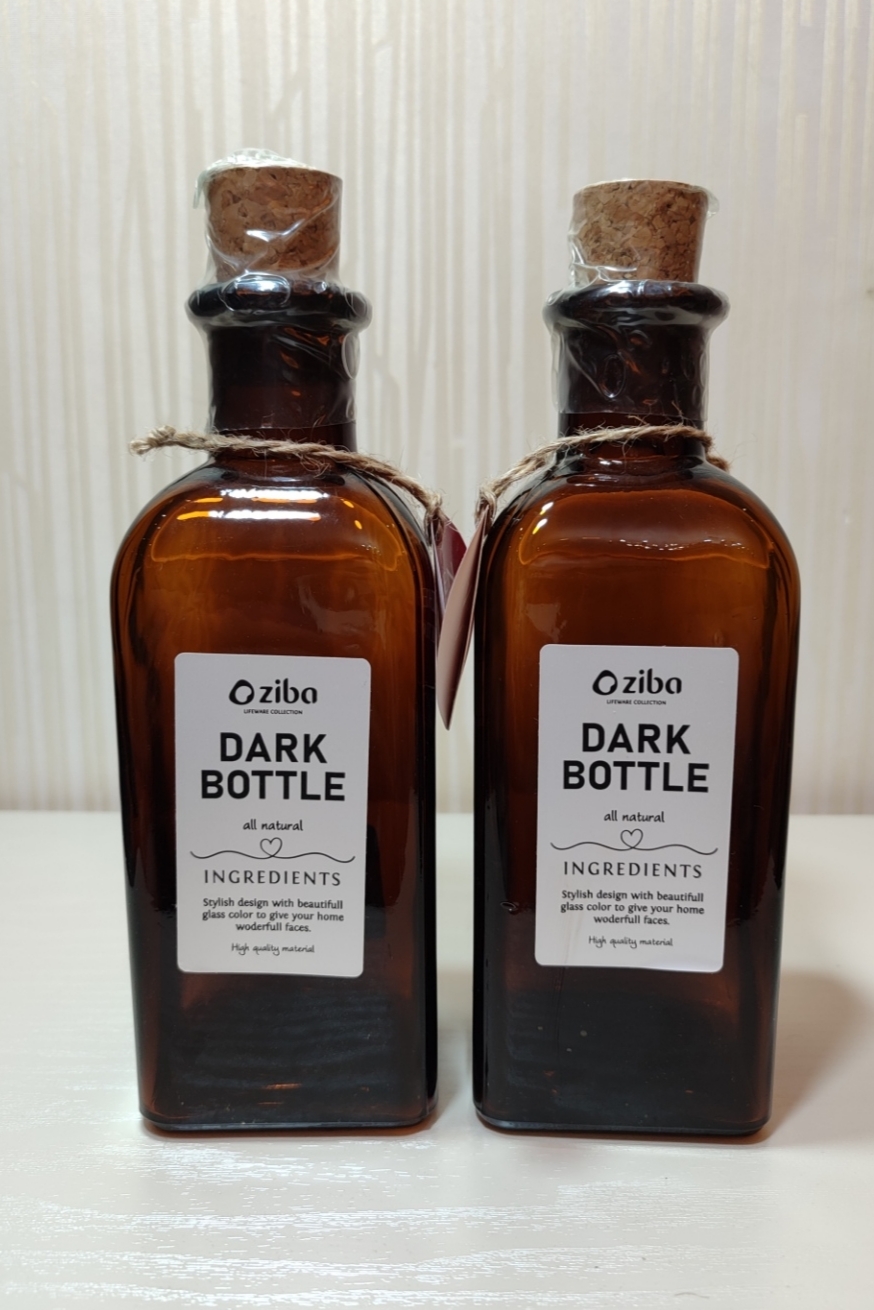 ziba
LIFEWARE COLLECTION
DARK
BOTTLE
all natural
INGREDIENTS
Stylish design with beautifull
glass color to give your home
woderfull faces.
High quality material
ziba
LIFEWARE COLLECTION
DARK
BOTTLE
all natural
INGREDIENTS
Stylish design with beautifull
glass color to give your home
woderfull faces.
High quality material